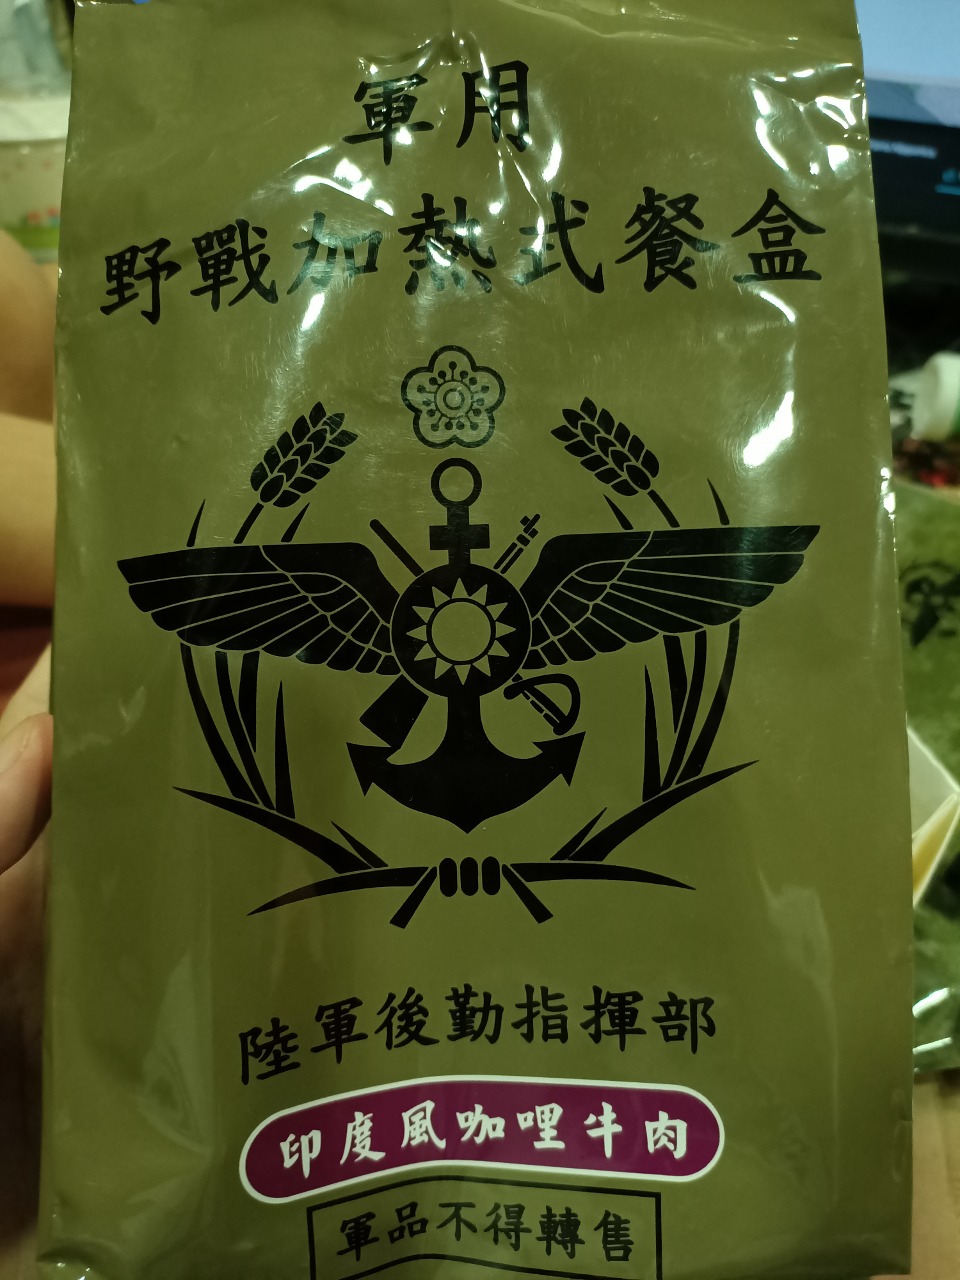 軍用
野戰加熱式餐盒
陸軍後勤指揮部
印度風咖哩牛肉
軍品不得轉售